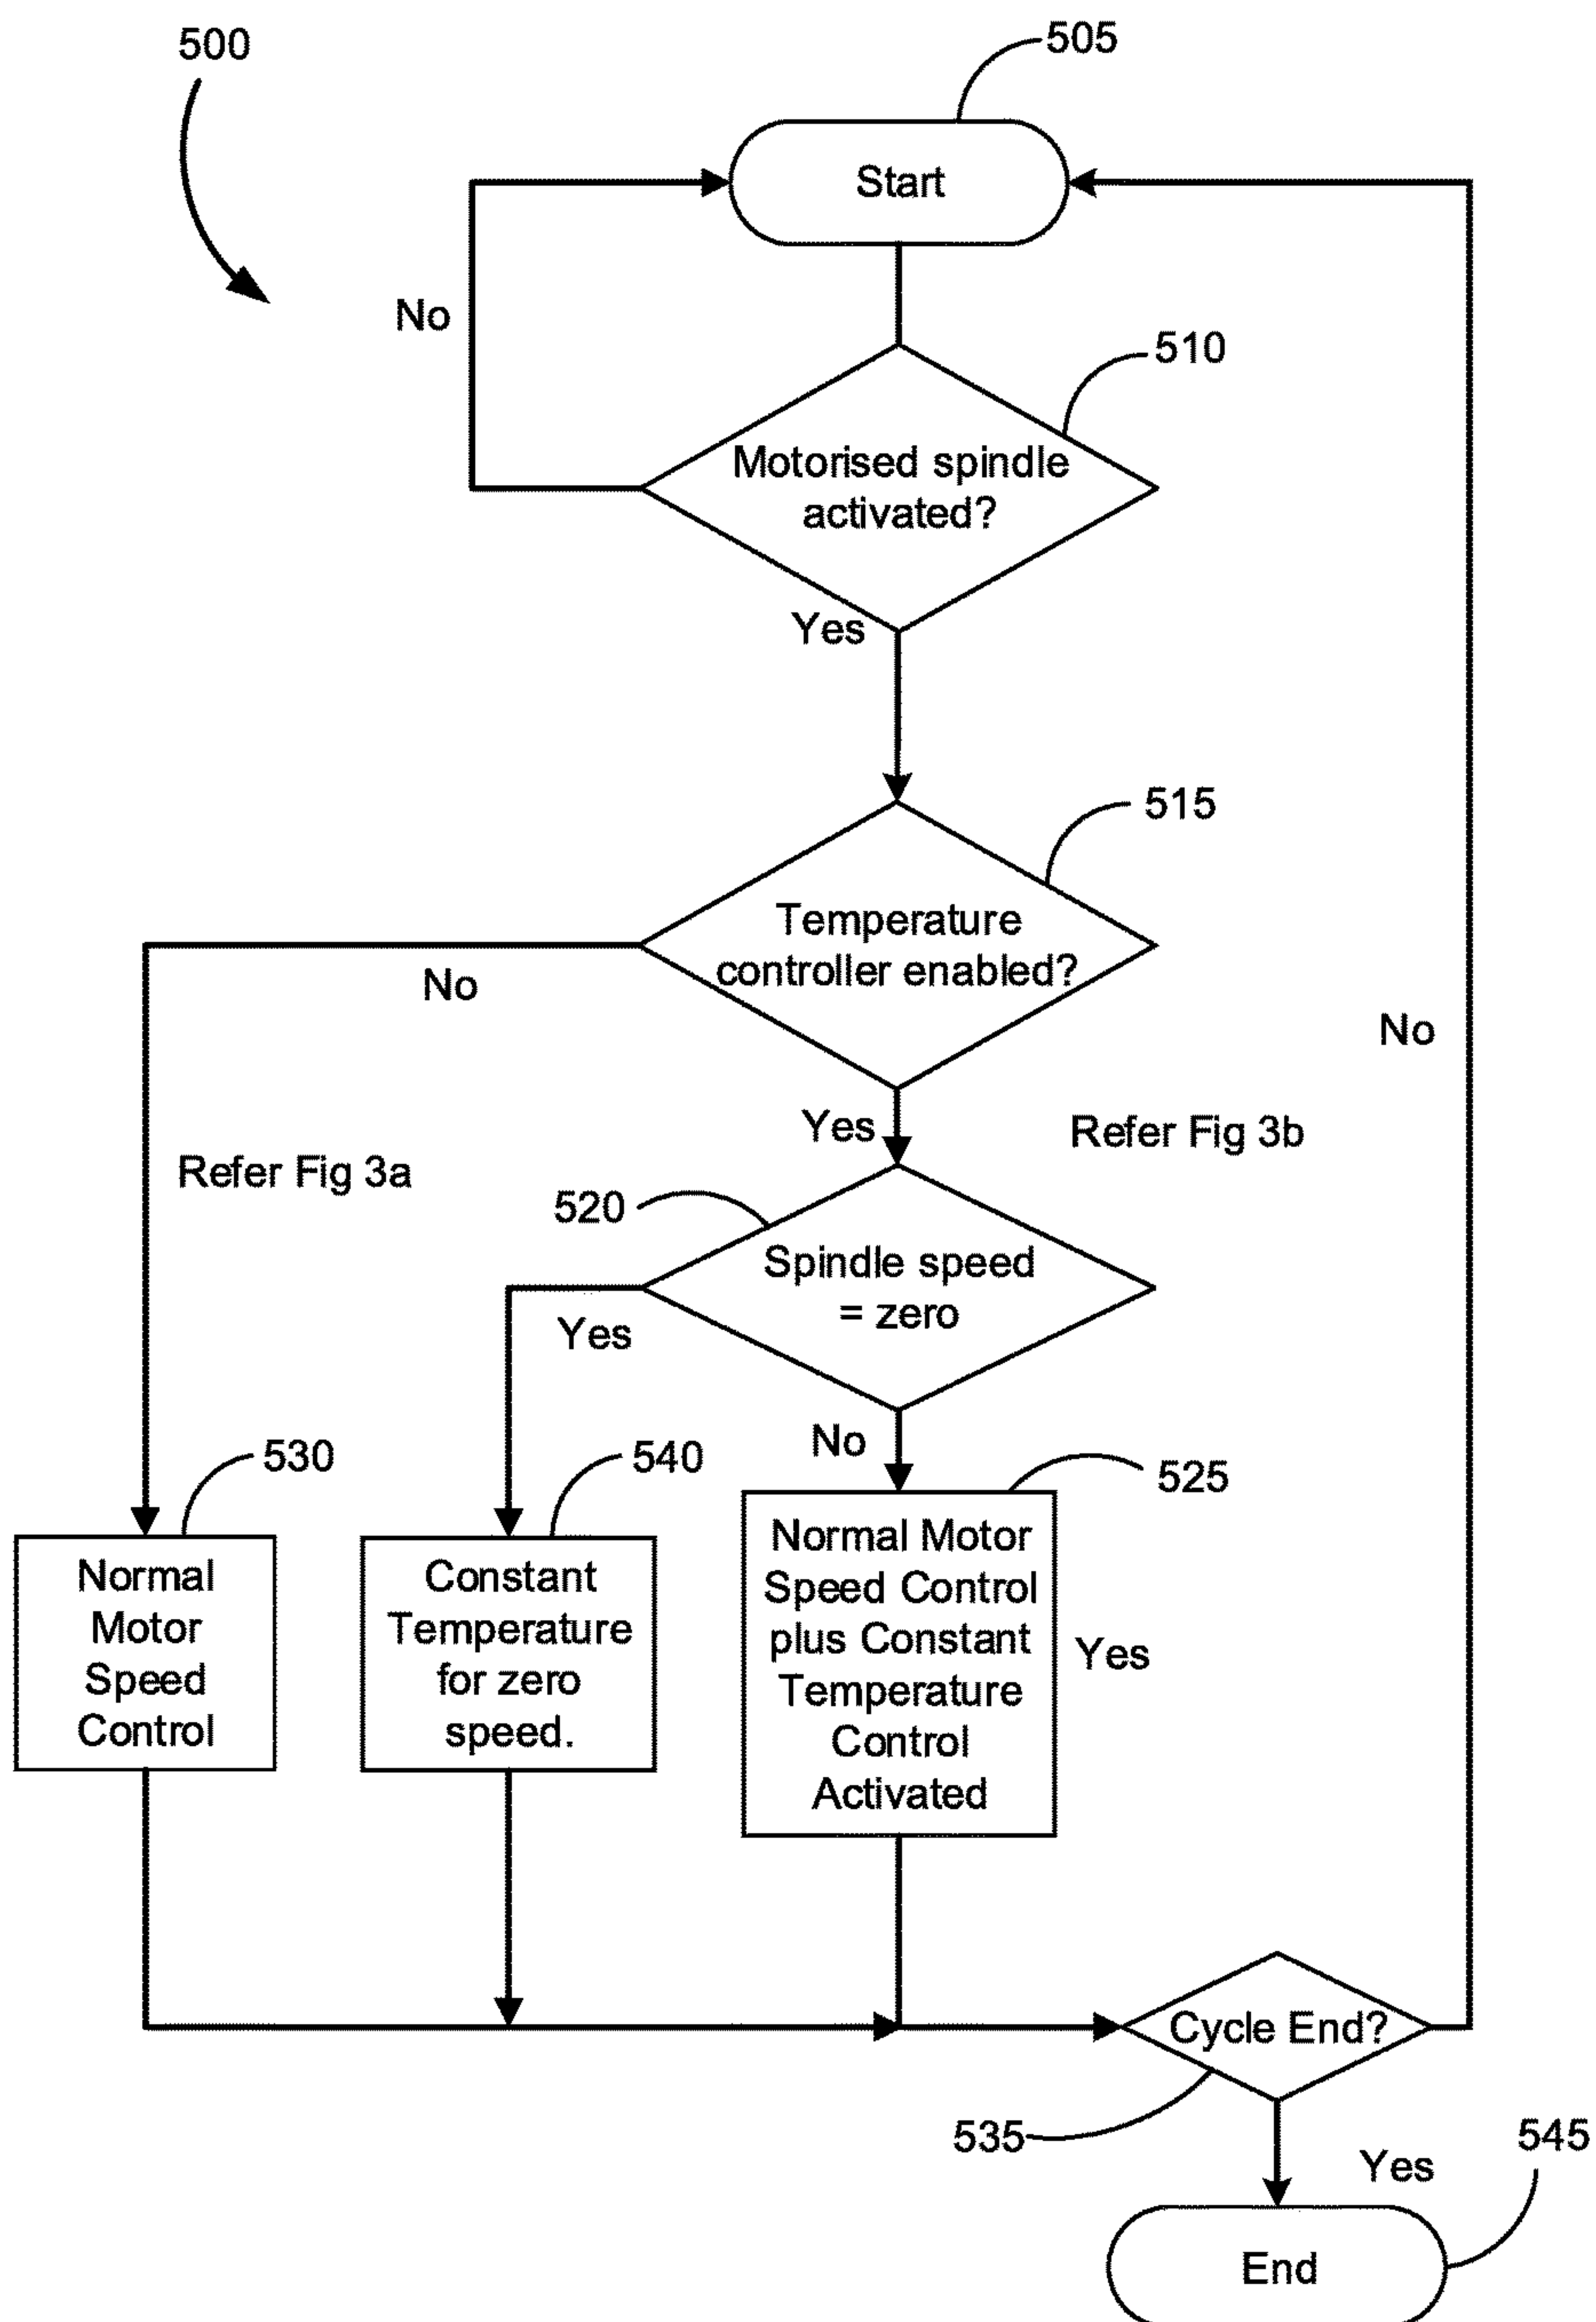 500
505
Start
No
510
Motorised spindle
activated?
Yes
515
Temperature
controller enabled?
No
No
Yes
Refer Fig 3b
Refer Fig 3a
520
Spindle speed
= zero
Yes
No
530
540
525
Normal
Motor
Speed
Control
Constant
Temperature
for zero
speed.
Normal Motor
Speed Control
plus Constant
Temperature
Control
Activated
Yes
Cycle End?
535
545
Yes
End